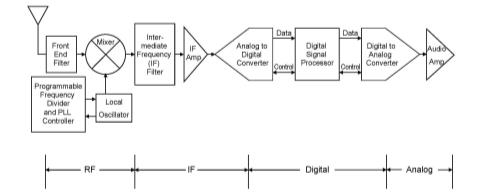 Front
End
Filter
Mixer
Inter-
mediate
Frequency
(IF)
Filter
IF
Amp
Analog to
Digital
Converter
Data
Control
Digital
Signal
Processor
Data
Control
Digital to
Analog
Converter
Audio
Amp
Programmable
Frequency
Divider
and PLL
Controller
Local
Oscillator
RF
IF
Digital
Analog